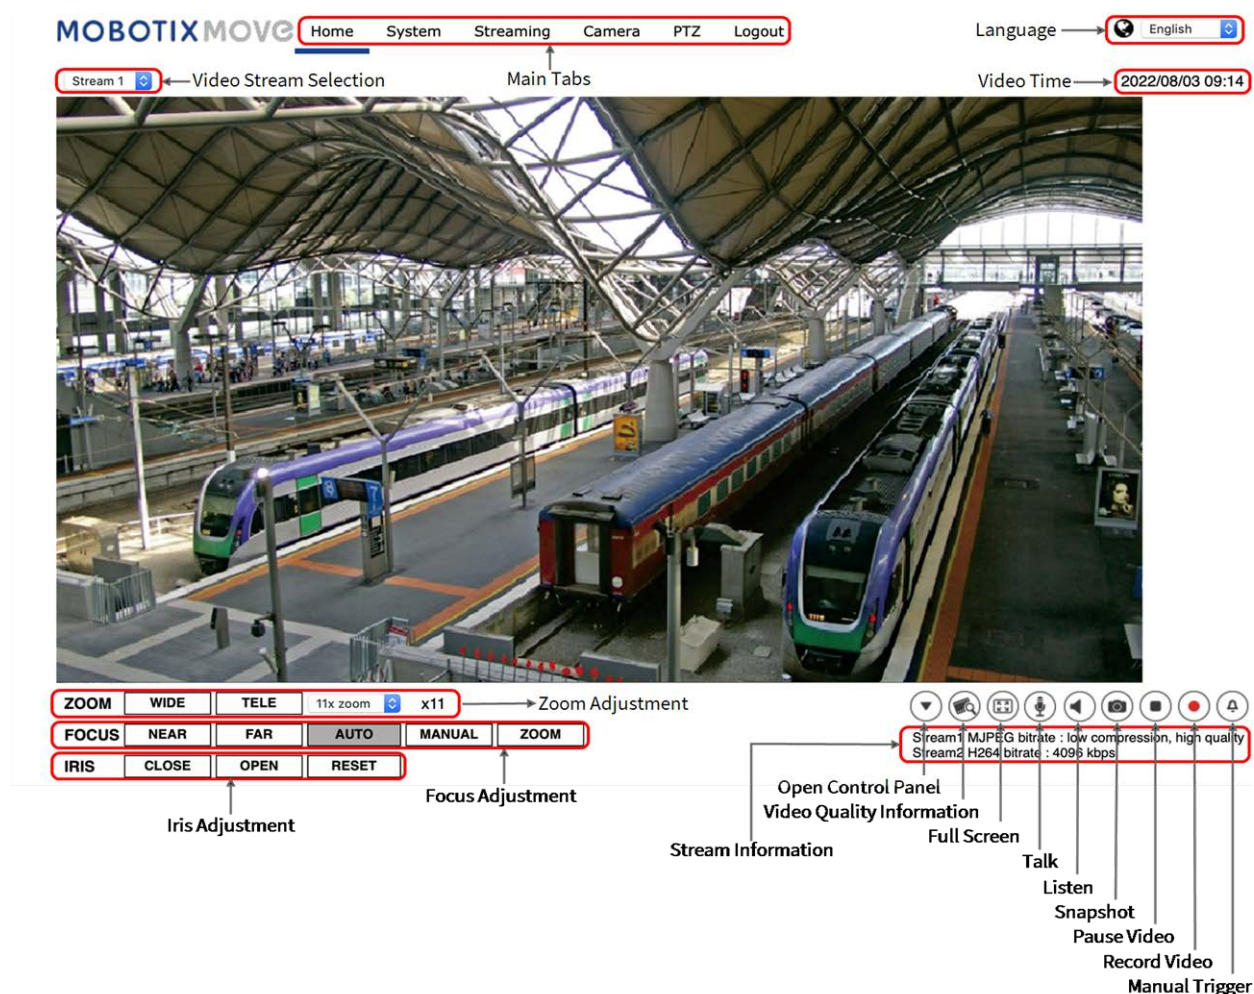 MOBOTIXMOVE Home System Streaming Camera PTZ Logout
Language
English
Stream 1
Video Stream Selection
Main Tabs
Video Time
2022/08/03 09:14
7
ZOOM WIDE TELE 11x zoom x11
Zoom Adjustment
FOCUS NEAR FAR AUTO MANUAL ZOOM
Stream1 MJPEG bitrate : low compression, high quality
Stream2 H264 bitrate : 4096 kbps
IRIS CLOSE OPEN RESET
Open Control Panel
Focus Adjustment
Video Quality Information
Iris Adjustment
Full Screen
Stream Information
Talk
Listen
Snapshot
Pause Video
Record Video
Manual Trigger